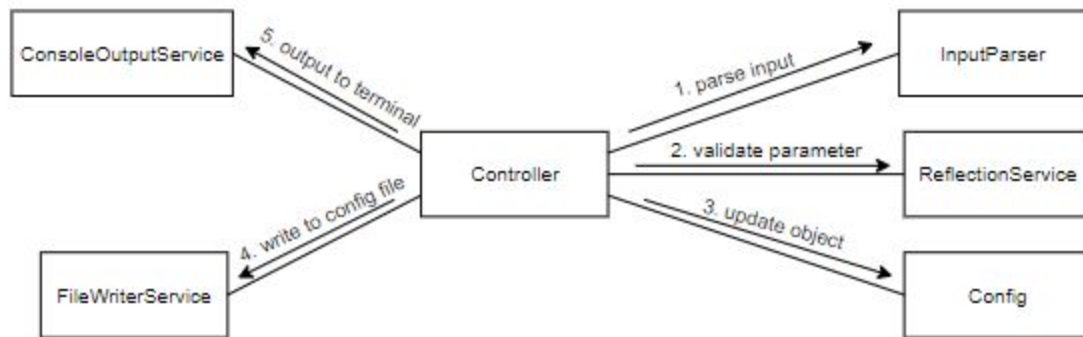 ConsoleOutputService
5. output to terminal
1. parse input
InputParser
Controller
2. validate parameter
ReflectionService
4. write to config file
3. update object
FileWriterService
Config